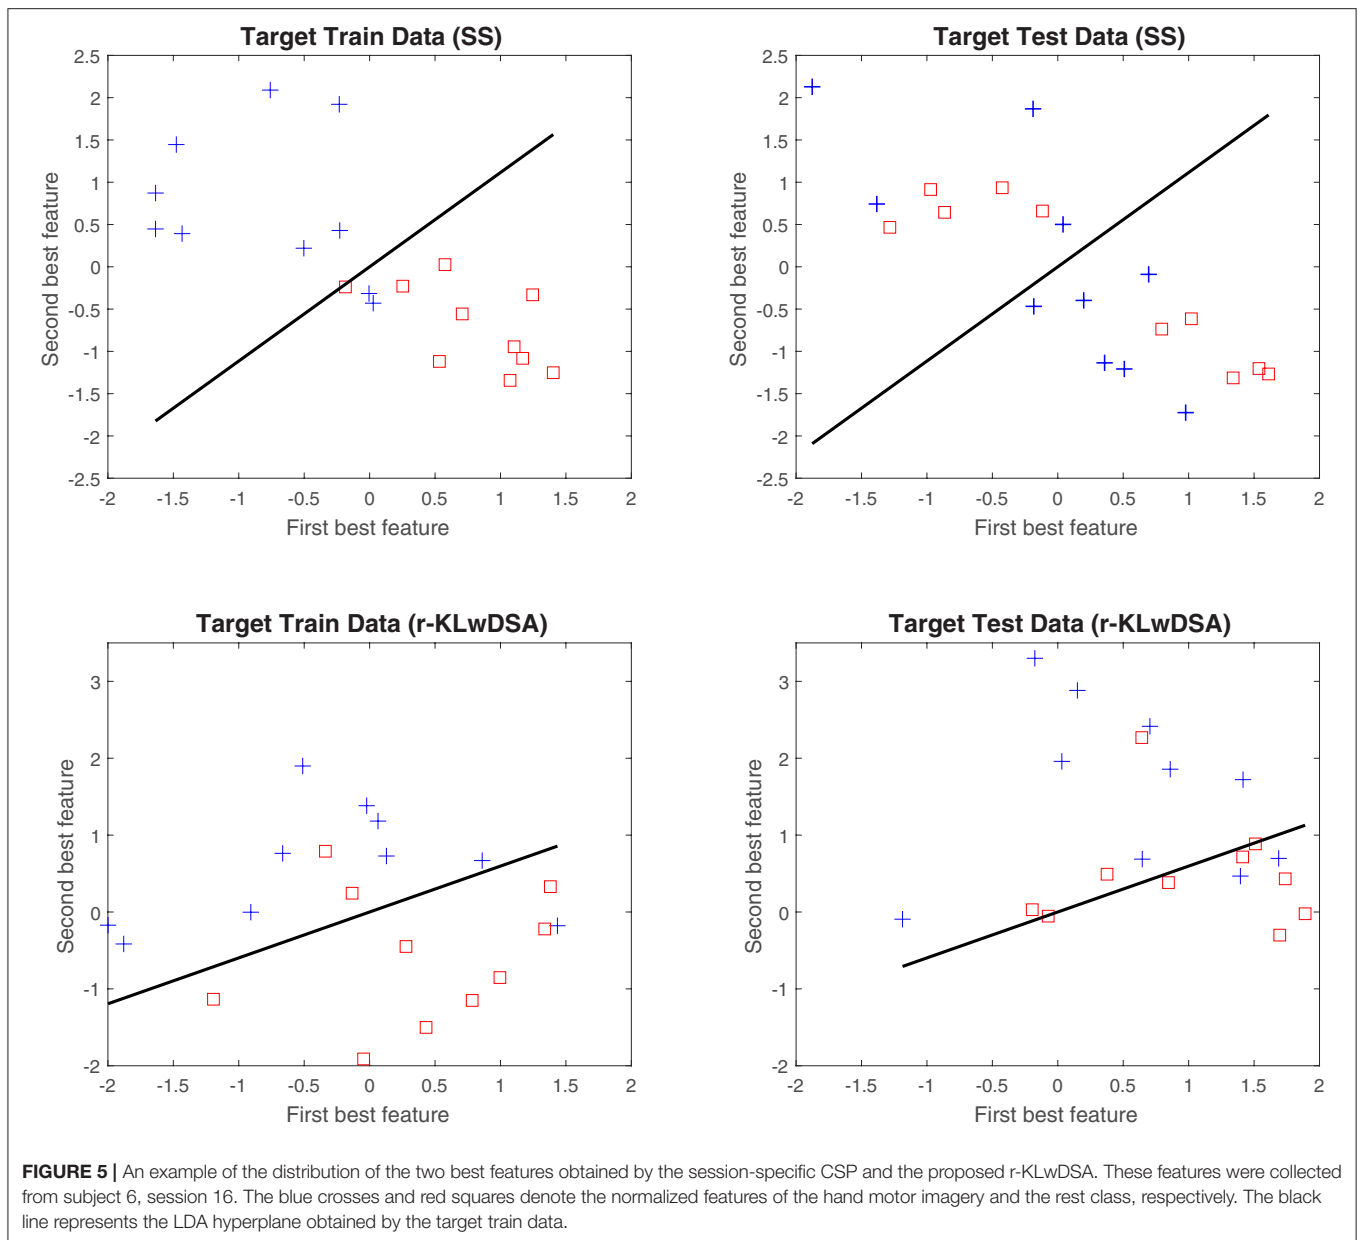 Target Train Data (SS)
2.5
2
1.5
1
0.5
0
-0.5
-1
-1.5
-2
-2.5
Second best feature
-2 -1.5 -1 -0.5 0 0.5 1 1.5 2
First best feature
Target Test Data (SS)
2.5
2
1.5
1
0.5
0
-0.5
-1
-1.5
-2
-2.5
Second best feature
-2 -1.5 -1 -0.5 0 0.5 1 1.5 2
First best feature
Target Train Data (r-KLwDSA)
3
2
1
0
-1
-2
Second best feature
-2 -1.5 -1 -0.5 0 0.5 1 1.5 2
First best feature
Target Test Data (r-KLwDSA)
3
2
1
0
-1
-2
Second best feature
-2 -1.5 -1 -0.5 0 0.5 1 1.5 2
First best feature
FIGURE 5 | An example of the distribution of the two best features obtained by the session-specific CSP and the proposed r-KLwDSA. These features were collected
from subject 6, session 16. The blue crosses and red squares denote the normalized features of the hand motor imagery and the rest class, respectively. The black
line represents the LDA hyperplane obtained by the target train data.